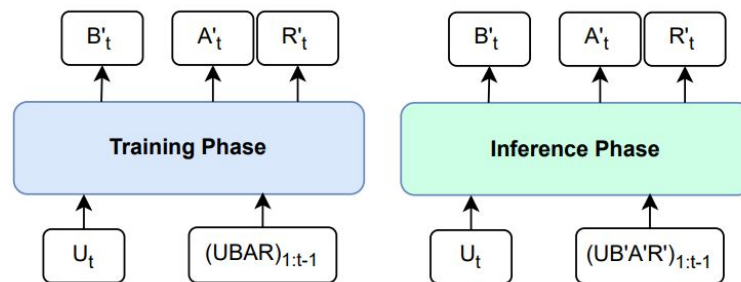 B'ₜ A'ₜ R'ₜ B'ₜ A'ₜ R'ₜ
Training Phase Inference Phase
Uₜ (UBAR)₁:ₜ₋₁ Uₜ (UB'A'R')₁:ₜ₋₁